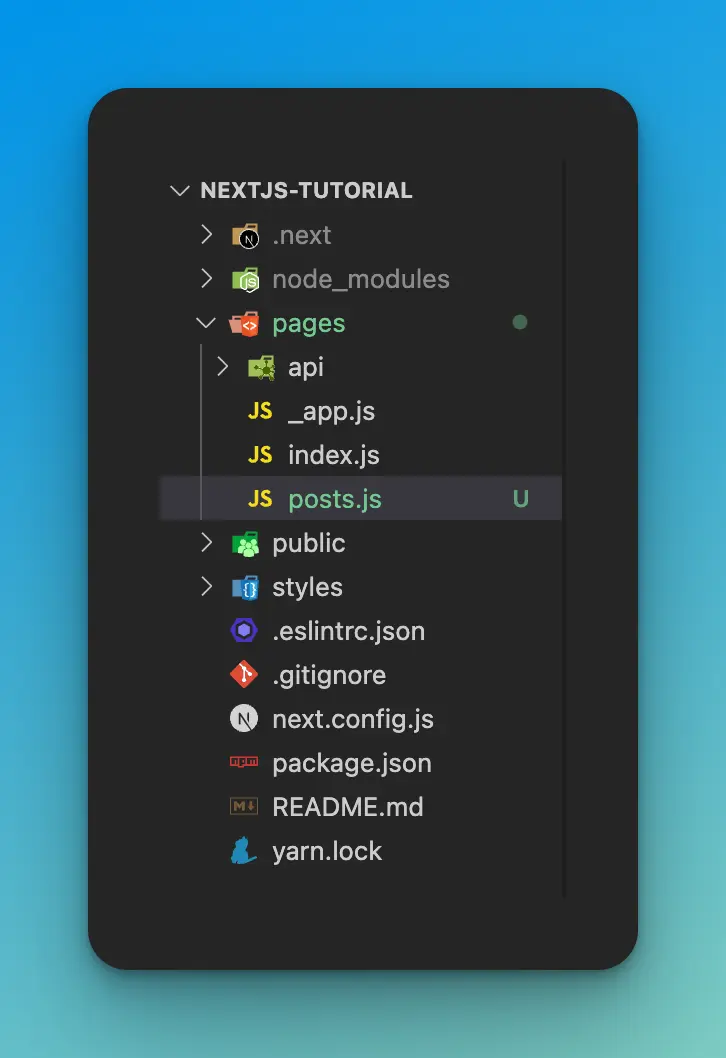 NEXTJS-TUTORIAL
.next
node_modules
pages
api
JS _app.js
JS index.js
JS posts.js U
public
styles
.eslintrc.json
.gitignore
next.config.js
package.json
README.md
yarn.lock